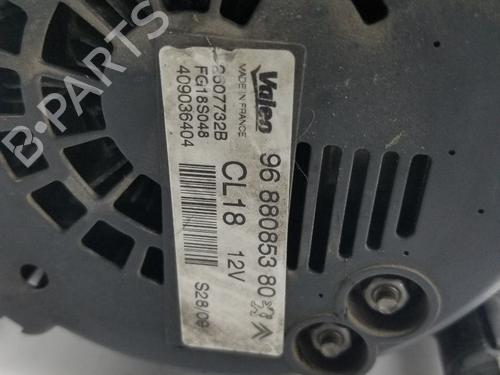 Valeo
MADE IN FRANCE
2607732B
FG18S048
409036404
96 880853 80
CL18 12V
S28/09
B-PARTS